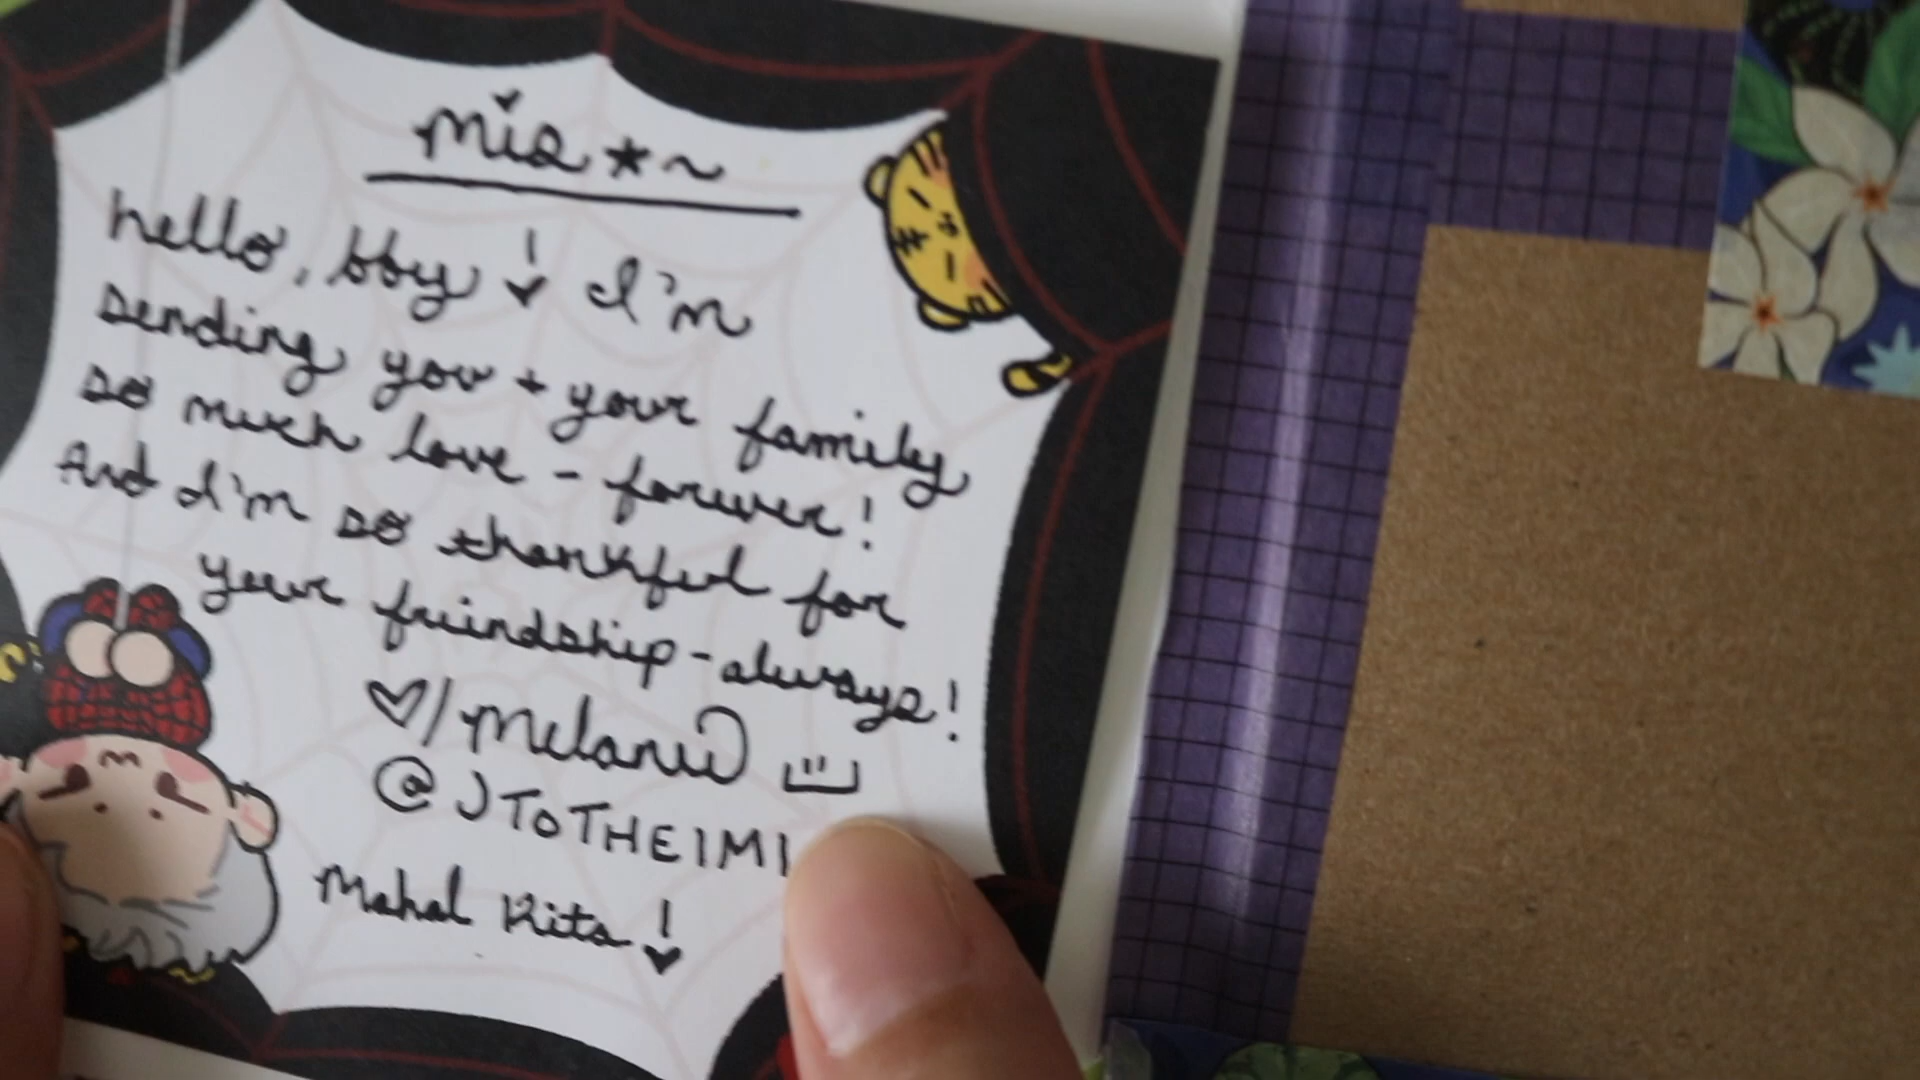 mia ★~
hello, bby! I'm
sending you + your family
so much love - forever!
And I'm so thankful for
your friendship - always!
♡/melanie
@JTOTHEIMI
Mahal Kita!